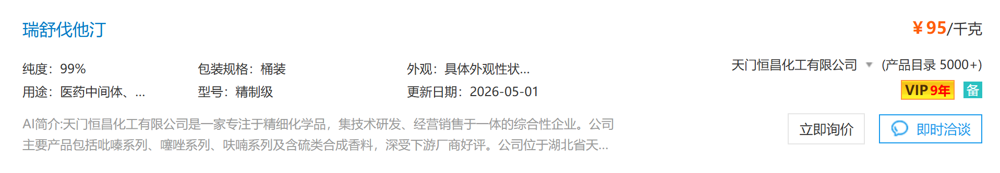 瑞舒伐他汀
¥95/千克
纯度：99%
包装规格：桶装
外观：具体外观性状...
天门恒昌化工有限公司 (产品目录 5000+)
用途：医药中间体、...
型号：精制级
更新日期：2026-05-01
VIP9年 备
AI简介:天门恒昌化工有限公司是一家专注于精细化学品，集技术研发、经营销售于一体的综合性企业。公司
主要产品包括吡嗪系列、噻唑系列、呋喃系列及含硫类合成香料，深受下游厂商好评。公司位于湖北省天...
立即询价
即时洽谈